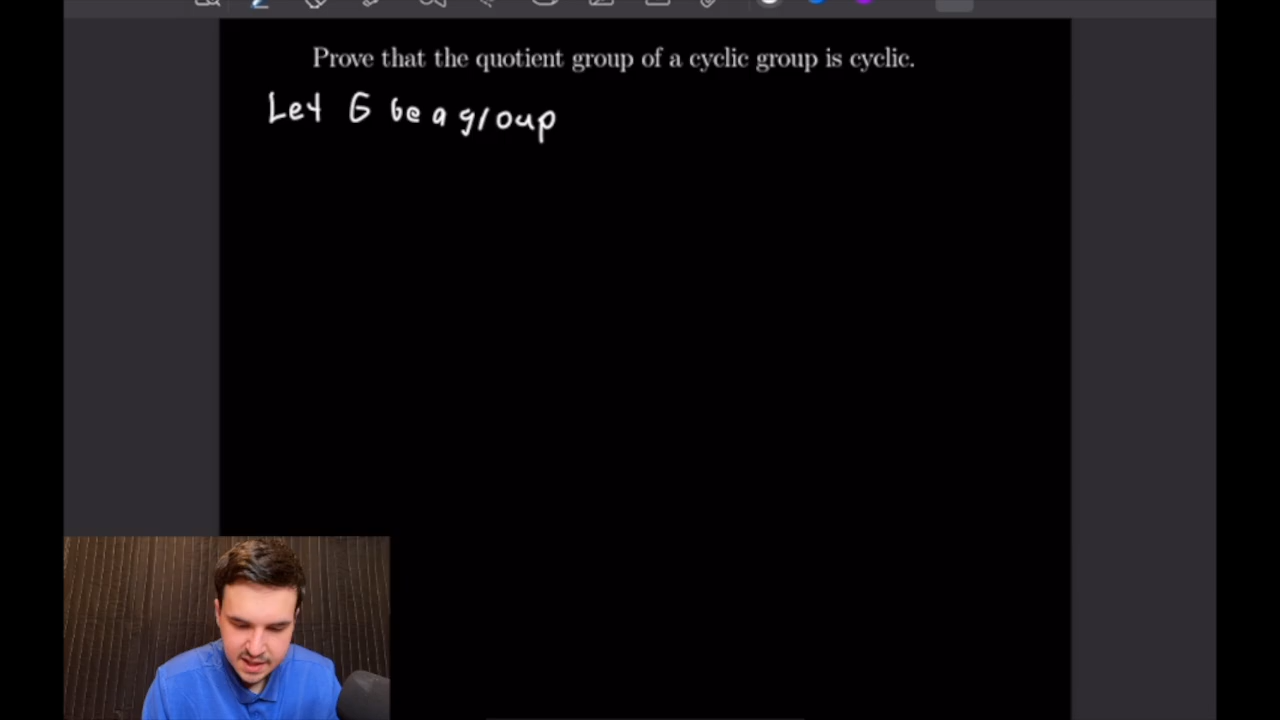 Prove that the quotient group of a cyclic group is cyclic.
Let G be a group